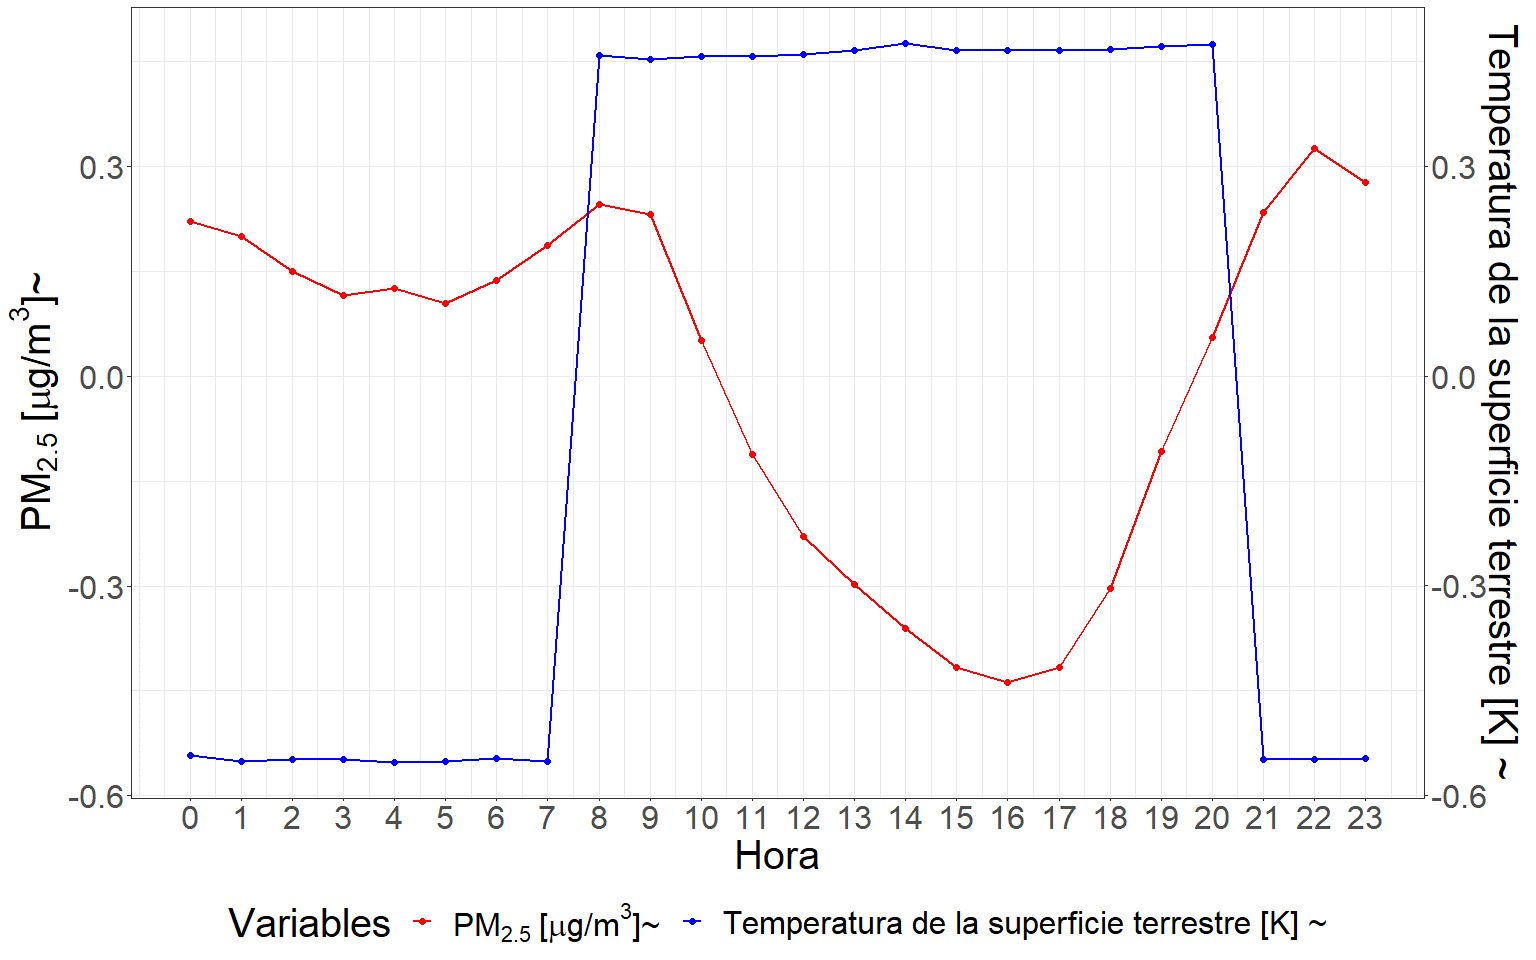 PM2.5 [μg/m3]~
0.3
0.0
-0.3
-0.6
0.3
0.0
-0.3
-0.6
Temperatura de la superficie terrestre [K] ~
0 1 2 3 4 5 6 7 8 9 10 11 12 13 14 15 16 17 18 19 20 21 22 23
Hora
Variables PM2.5 [μg/m3]~ Temperatura de la superficie terrestre [K] ~